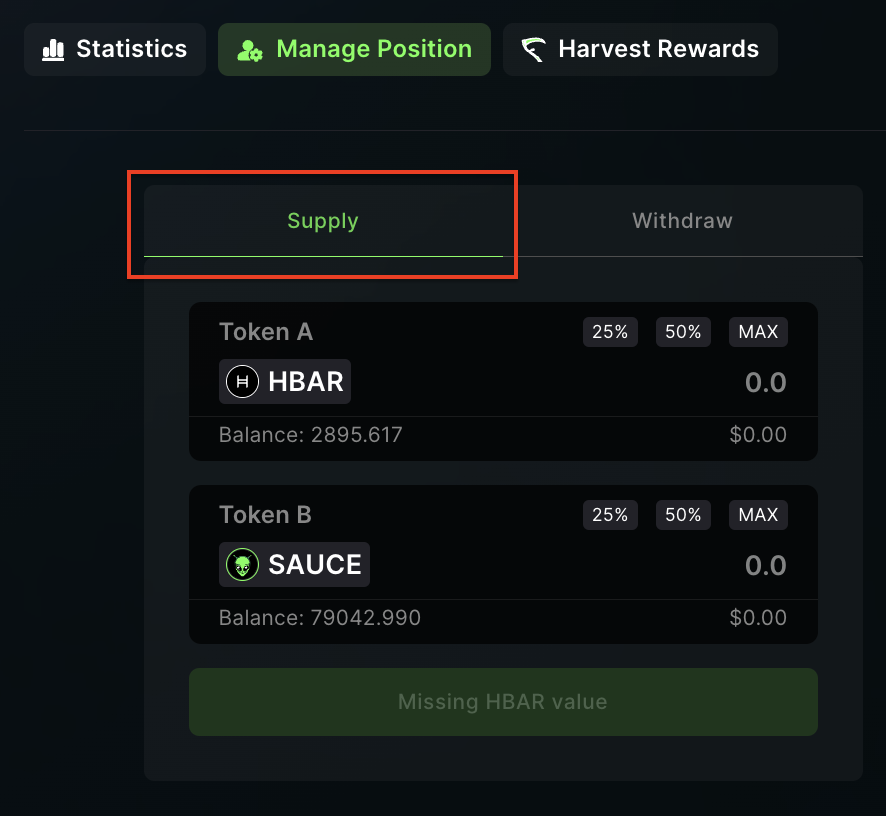 Statistics Manage Position Harvest Rewards
Supply Withdraw
Token A 25% 50% MAX
HBAR 0.0
Balance: 2895.617 $0.00
Token B 25% 50% MAX
SAUCE 0.0
Balance: 79042.990 $0.00
Missing HBAR value